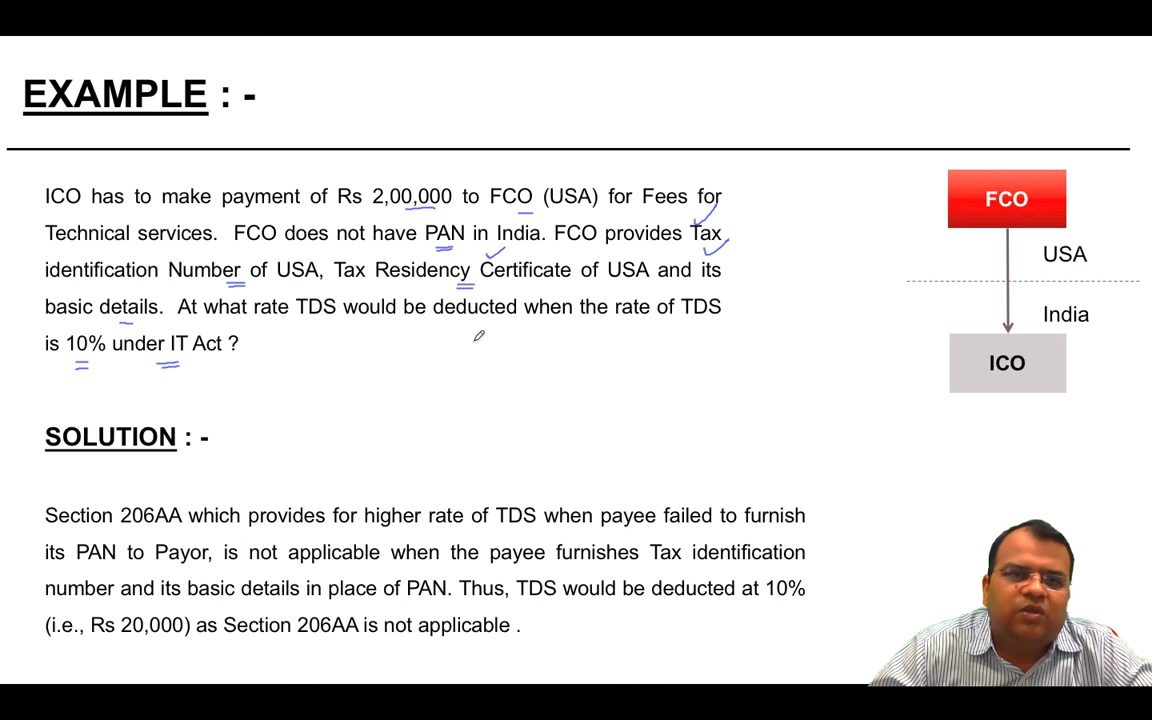 EXAMPLE : -
ICO has to make payment of Rs 2,00,000 to FCO (USA) for Fees for
Technical services. FCO does not have PAN in India. FCO provides Tax
identification Number of USA, Tax Residency Certificate of USA and its
basic details. At what rate TDS would be deducted when the rate of TDS
is 10% under IT Act ?
FCO
USA
India
ICO
SOLUTION : -
Section 206AA which provides for higher rate of TDS when payee failed to furnish
its PAN to Payor, is not applicable when the payee furnishes Tax identification
number and its basic details in place of PAN. Thus, TDS would be deducted at 10%
(i.e., Rs 20,000) as Section 206AA is not applicable .